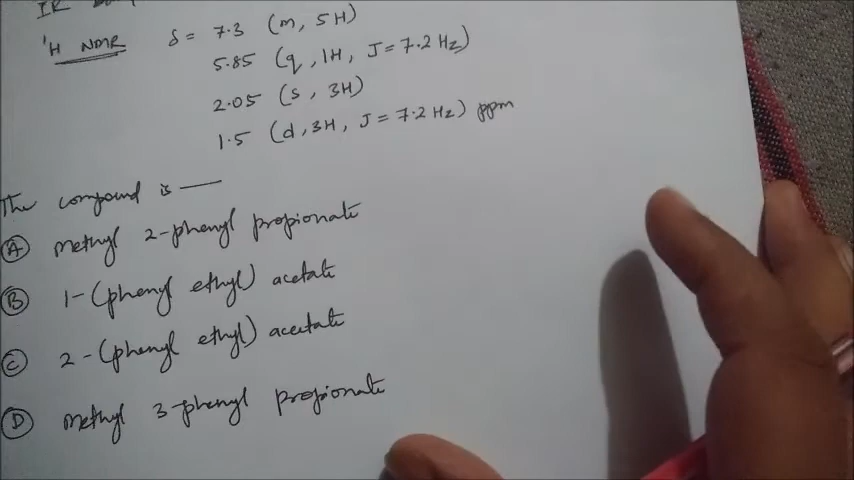 IR
¹H NMR δ = 7.3 (m, 5H)
5.85 (q, 1H, J = 7.2 Hz)
2.05 (s, 3H)
1.5 (d, 3H, J = 7.2 Hz) ppm
The compound is —
A methyl 2-phenyl propionate
B 1-(phenyl ethyl) acetate
C 2-(phenyl ethyl) acetate
D methyl 3-phenyl propionate